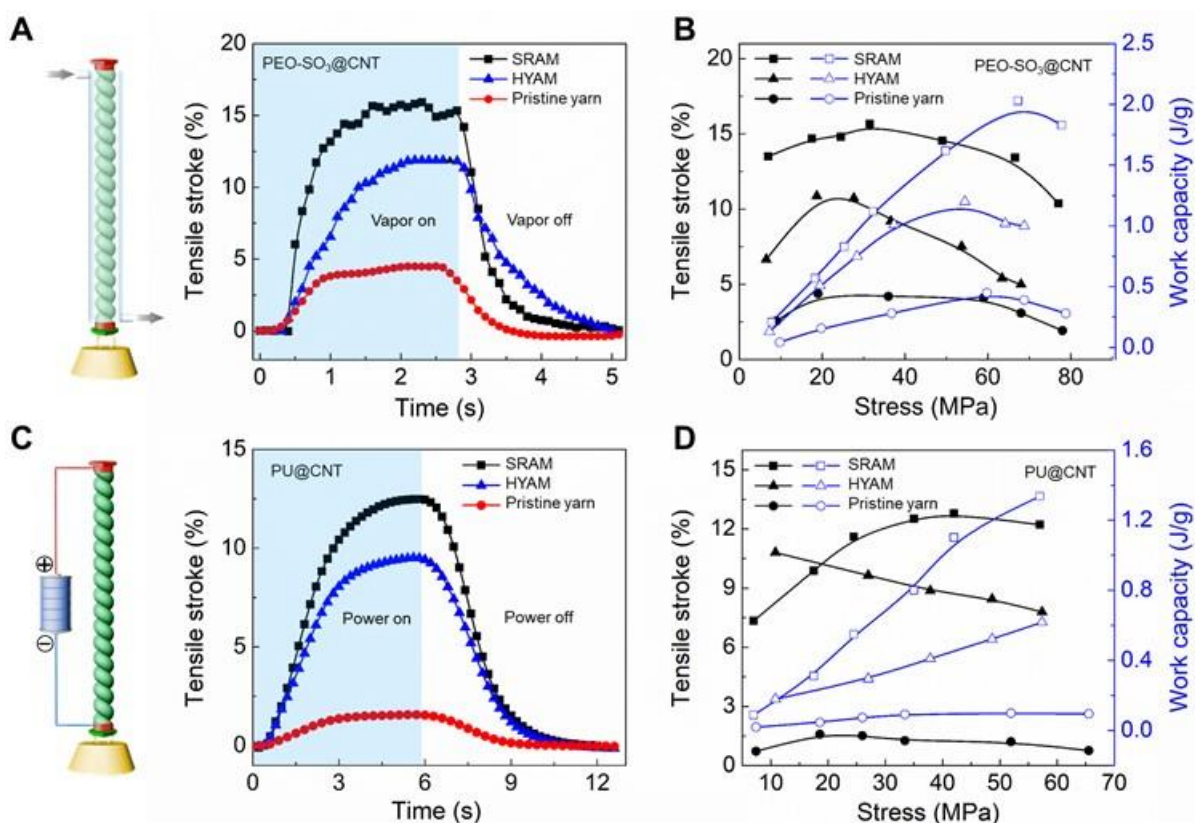 A
20
15
10
5
0
Tensile stroke (%)
PEO-SO₃@CNT
SRAM
HYAM
Pristine yarn
Vapor on
Vapor off
0 1 2 3 4 5
Time (s)
B
20
15
10
5
0
Tensile stroke (%)
SRAM
HYAM
Pristine yarn
PEO-SO₃@CNT
2.5
2.0
1.5
1.0
0.5
0.0
Work capacity (J/g)
0 20 40 60 80
Stress (MPa)
C
+
−
15
10
5
0
Tensile stroke (%)
PU@CNT
SRAM
HYAM
Pristine yarn
Power on
Power off
0 3 6 9 12
Time (s)
D
15
12
9
6
3
0
Tensile stroke (%)
SRAM
HYAM
Pristine yarn
PU@CNT
1.6
1.2
0.8
0.4
0.0
Work capacity (J/g)
10 20 30 40 50 60 70
Stress (MPa)